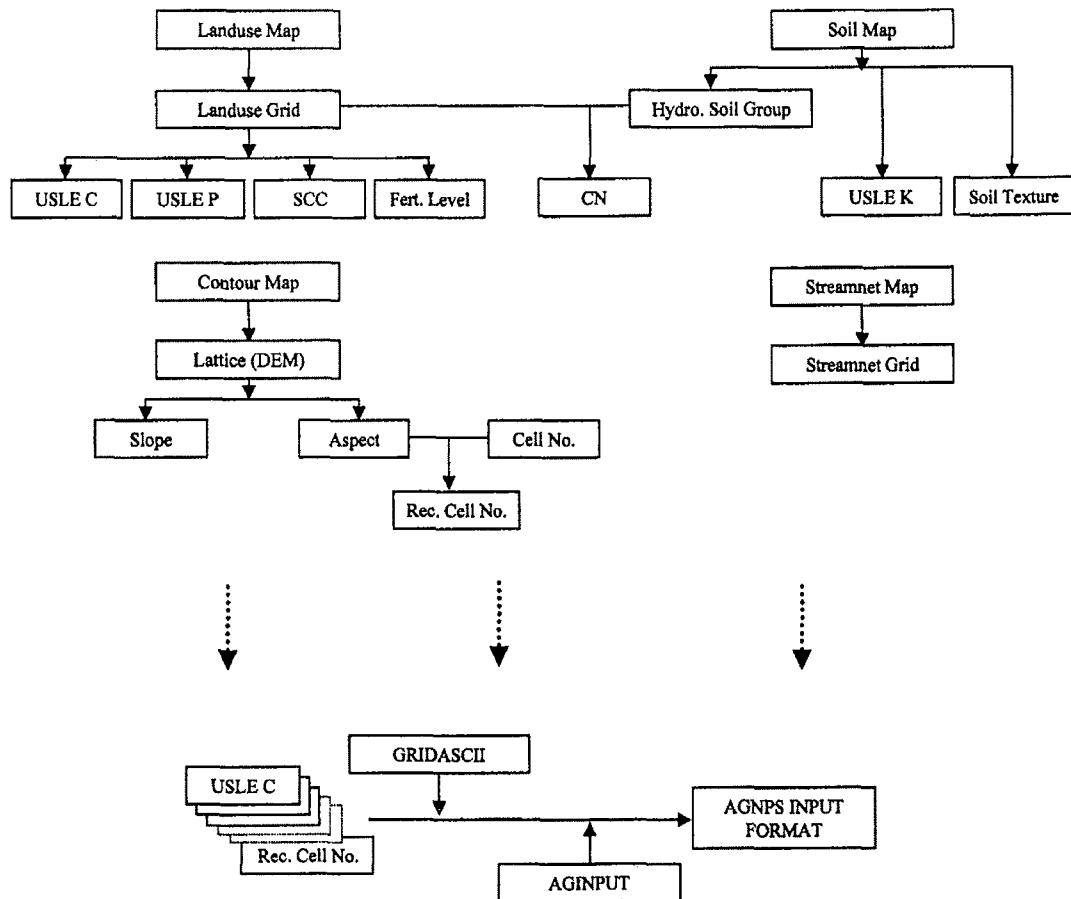 Landuse Map
Soil Map
Landuse Grid
Hydro. Soil Group
USLE C
USLE P
SCC
Fert. Level
CN
USLE K
Soil Texture
Contour Map
Streamnet Map
Lattice (DEM)
Streamnet Grid
Slope
Aspect
Cell No.
Rec. Cell No.
GRIDASCII
USLE C
AGNPS INPUT
FORMAT
Rec. Cell No.
AGINPUT